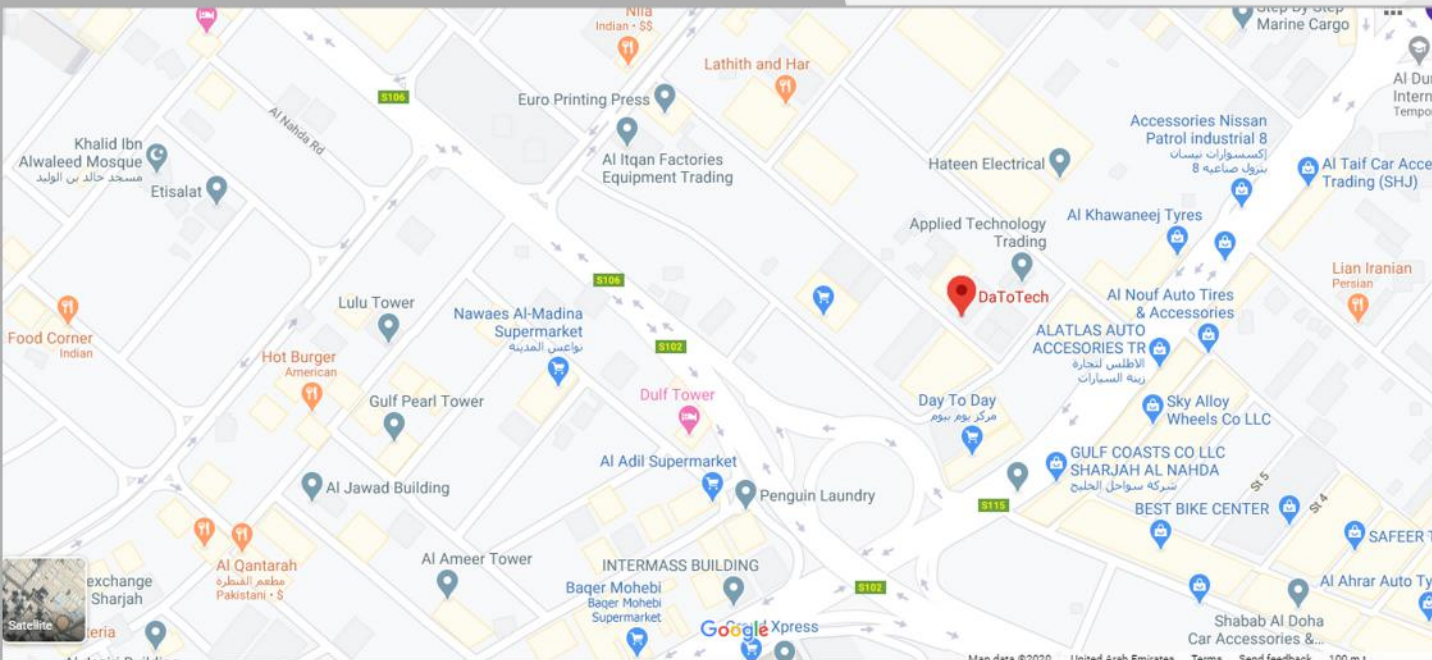 Nila
Indian · $$
Step By Step
Marine Cargo
Lathith and Har
S106
Euro Printing Press
Al Itqan Factories
Equipment Trading
Al Nahda Rd
Khalid Ibn
Alwaleed Mosque
مسجد خالد بن الوليد
Etisalat
Accessories Nissan
Patrol industrial 8
إكسسوارات نيسان
بترول صناعية 8
Hateen Electrical
Al Taif Car Acce
Trading (SHJ)
Al Khawaneej Tyres
Applied Technology
Trading
Lian Iranian
Persian
S106
DaToTech
Lulu Tower
Nawaes Al-Madina
Supermarket
نواعس المدينة
Al Nouf Auto Tires
& Accessories
Food Corner
Indian
S102
ALATLAS AUTO
ACCESORIES TR
الاطلس لتجارة
زينة السيارات
Hot Burger
American
Gulf Pearl Tower
Dulf Tower
Day To Day
مركز يوم بيوم
Sky Alloy
Wheels Co LLC
Al Adil Supermarket
GULF COASTS CO LLC
SHARJAH AL NAHDA
شركة سواحل الخليج
Al Jawad Building
Penguin Laundry
S115
St 5
St 4
BEST BIKE CENTER
SAFEER T
Al Qantarah
مطعم القنطرة
Pakistani · $
Al Ameer Tower
INTERMASS BUILDING
S102
exchange
Sharjah
Baqer Mohebi
Baqer Mohebi
Supermarket
Al Ahrar Auto Ty
Satellite
Google
Xpress
Shabab Al Doha
Car Accessories &...
Map data ©2020 United Arab Emirates Terms Send feedback 100 m